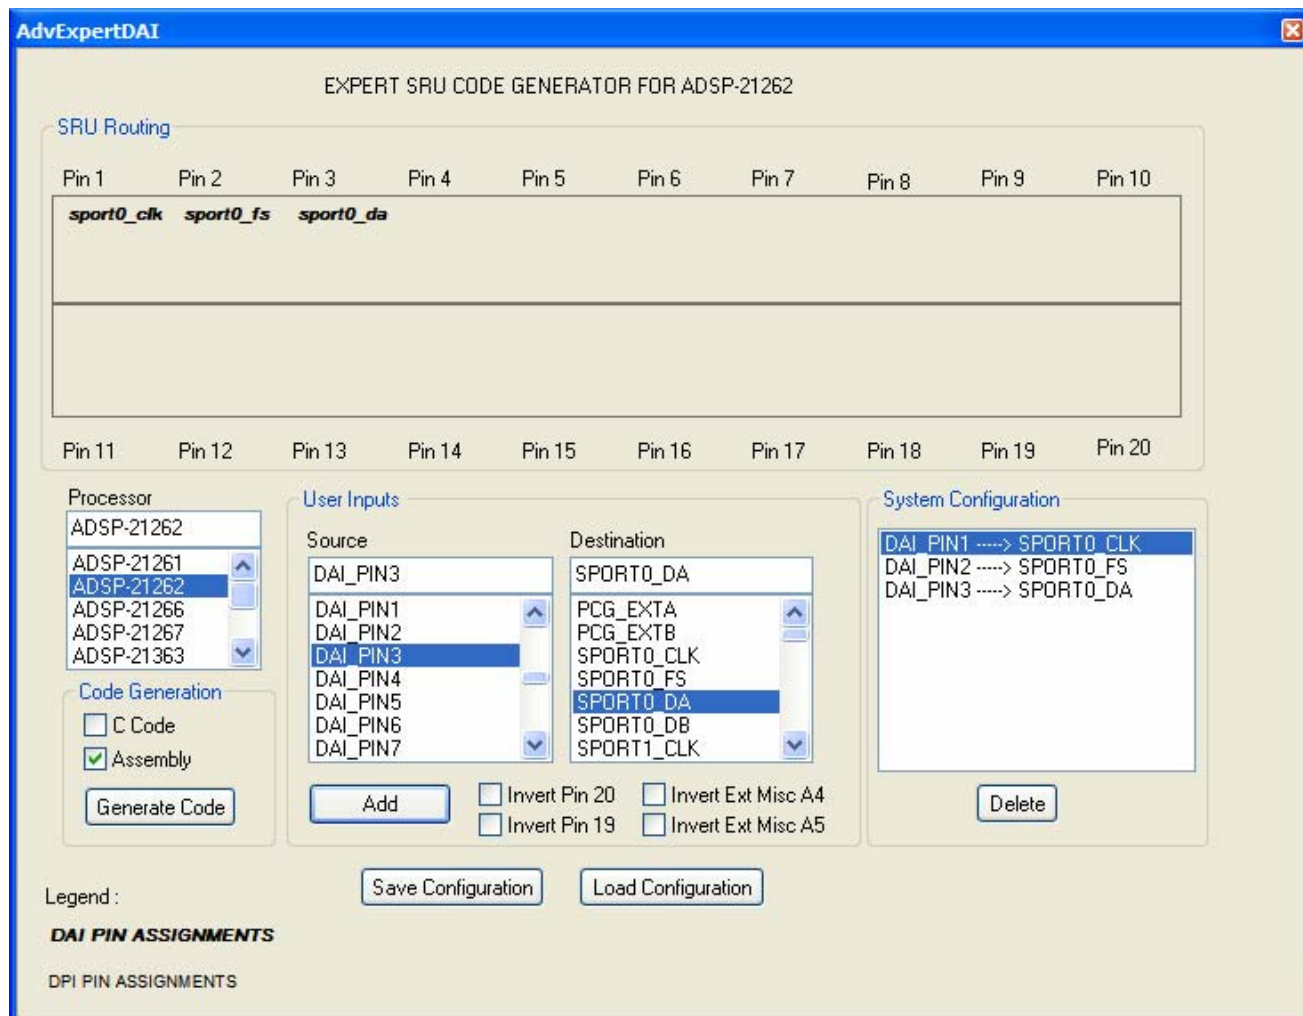 AdvExpertDAI
EXPERT SRU CODE GENERATOR FOR ADSP-21262
SRU Routing
Pin 1 Pin 2 Pin 3 Pin 4 Pin 5 Pin 6 Pin 7 Pin 8 Pin 9 Pin 10
sport0_clk sport0_fs sport0_da
Pin 11 Pin 12 Pin 13 Pin 14 Pin 15 Pin 16 Pin 17 Pin 18 Pin 19 Pin 20
Processor
ADSP-21262
ADSP-21261
ADSP-21262
ADSP-21266
ADSP-21267
ADSP-21363
Code Generation
C Code
Assembly
Generate Code
User Inputs
Source
DAI_PIN3
DAI_PIN1
DAI_PIN2
DAI_PIN3
DAI_PIN4
DAI_PIN5
DAI_PIN6
DAI_PIN7
Destination
SPORT0_DA
PCG_EXTA
PCG_EXTB
SPORT0_CLK
SPORT0_FS
SPORT0_DA
SPORT0_DB
SPORT1_CLK
Add
Invert Pin 20
Invert Ext Misc A4
Invert Pin 19
Invert Ext Misc A5
System Configuration
DAI_PIN1 -----> SPORT0_CLK
DAI_PIN2 -----> SPORT0_FS
DAI_PIN3 -----> SPORT0_DA
Delete
Save Configuration
Load Configuration
Legend :
DAI PIN ASSIGNMENTS
DPI PIN ASSIGNMENTS